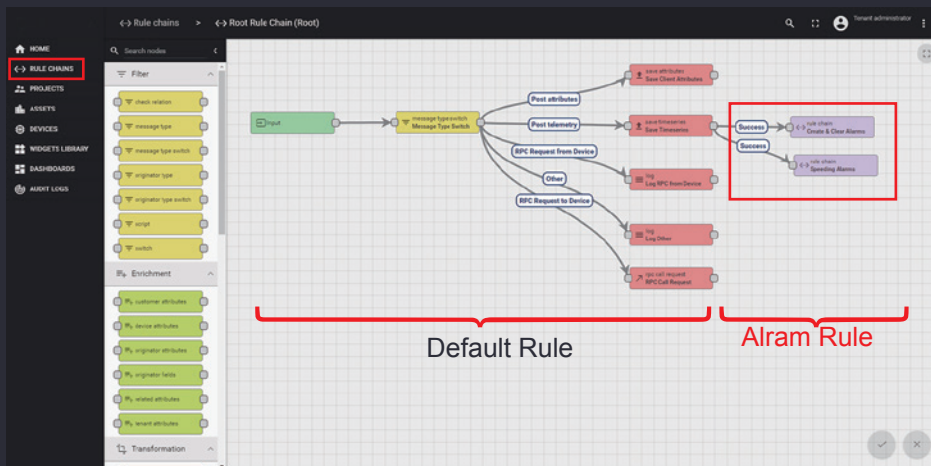 Rule chains > Root Rule Chain (Root)
Tenant administrator
HOME
RULE CHAINS
PROJECTS
ASSETS
DEVICES
WIDGETS LIBRARY
DASHBOARDS
AUDIT LOGS
Search nodes
Filter
check relation
message type
message type switch
originator type
originator type switch
script
switch
Enrichment
customer attributes
device attributes
originator attributes
originator fields
related attributes
tenant attributes
Transformation
Input
message type switch
Message Type Switch
Post attributes
Post telemetry
RPC Request from Device
Other
RPC Request to Device
save attributes
Save Client Attributes
save timeseries
Save Timeseries
log
Log RPC from Device
log
Log Other
rpc call request
RPC Call Request
Success
Success
rule chain
Create & Clear Alarms
rule chain
Speeding Alarms
Default Rule
Alram Rule